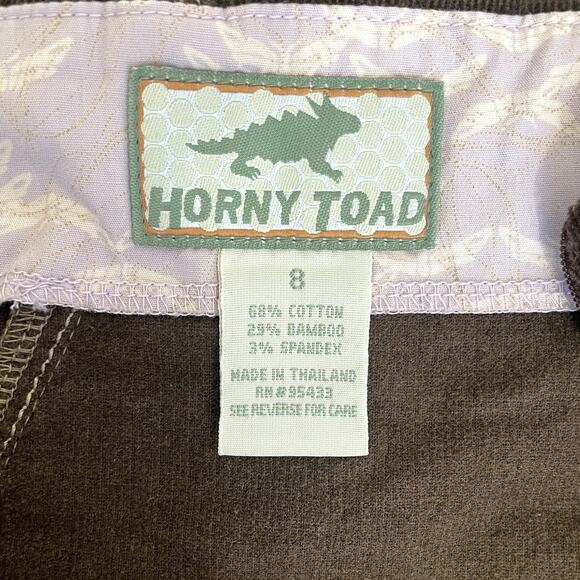 HORNY TOAD
8
68% COTTON
29% BAMBOO
3% SPANDEX
MADE IN THAILAND
RN#95433
SEE REVERSE FOR CARE